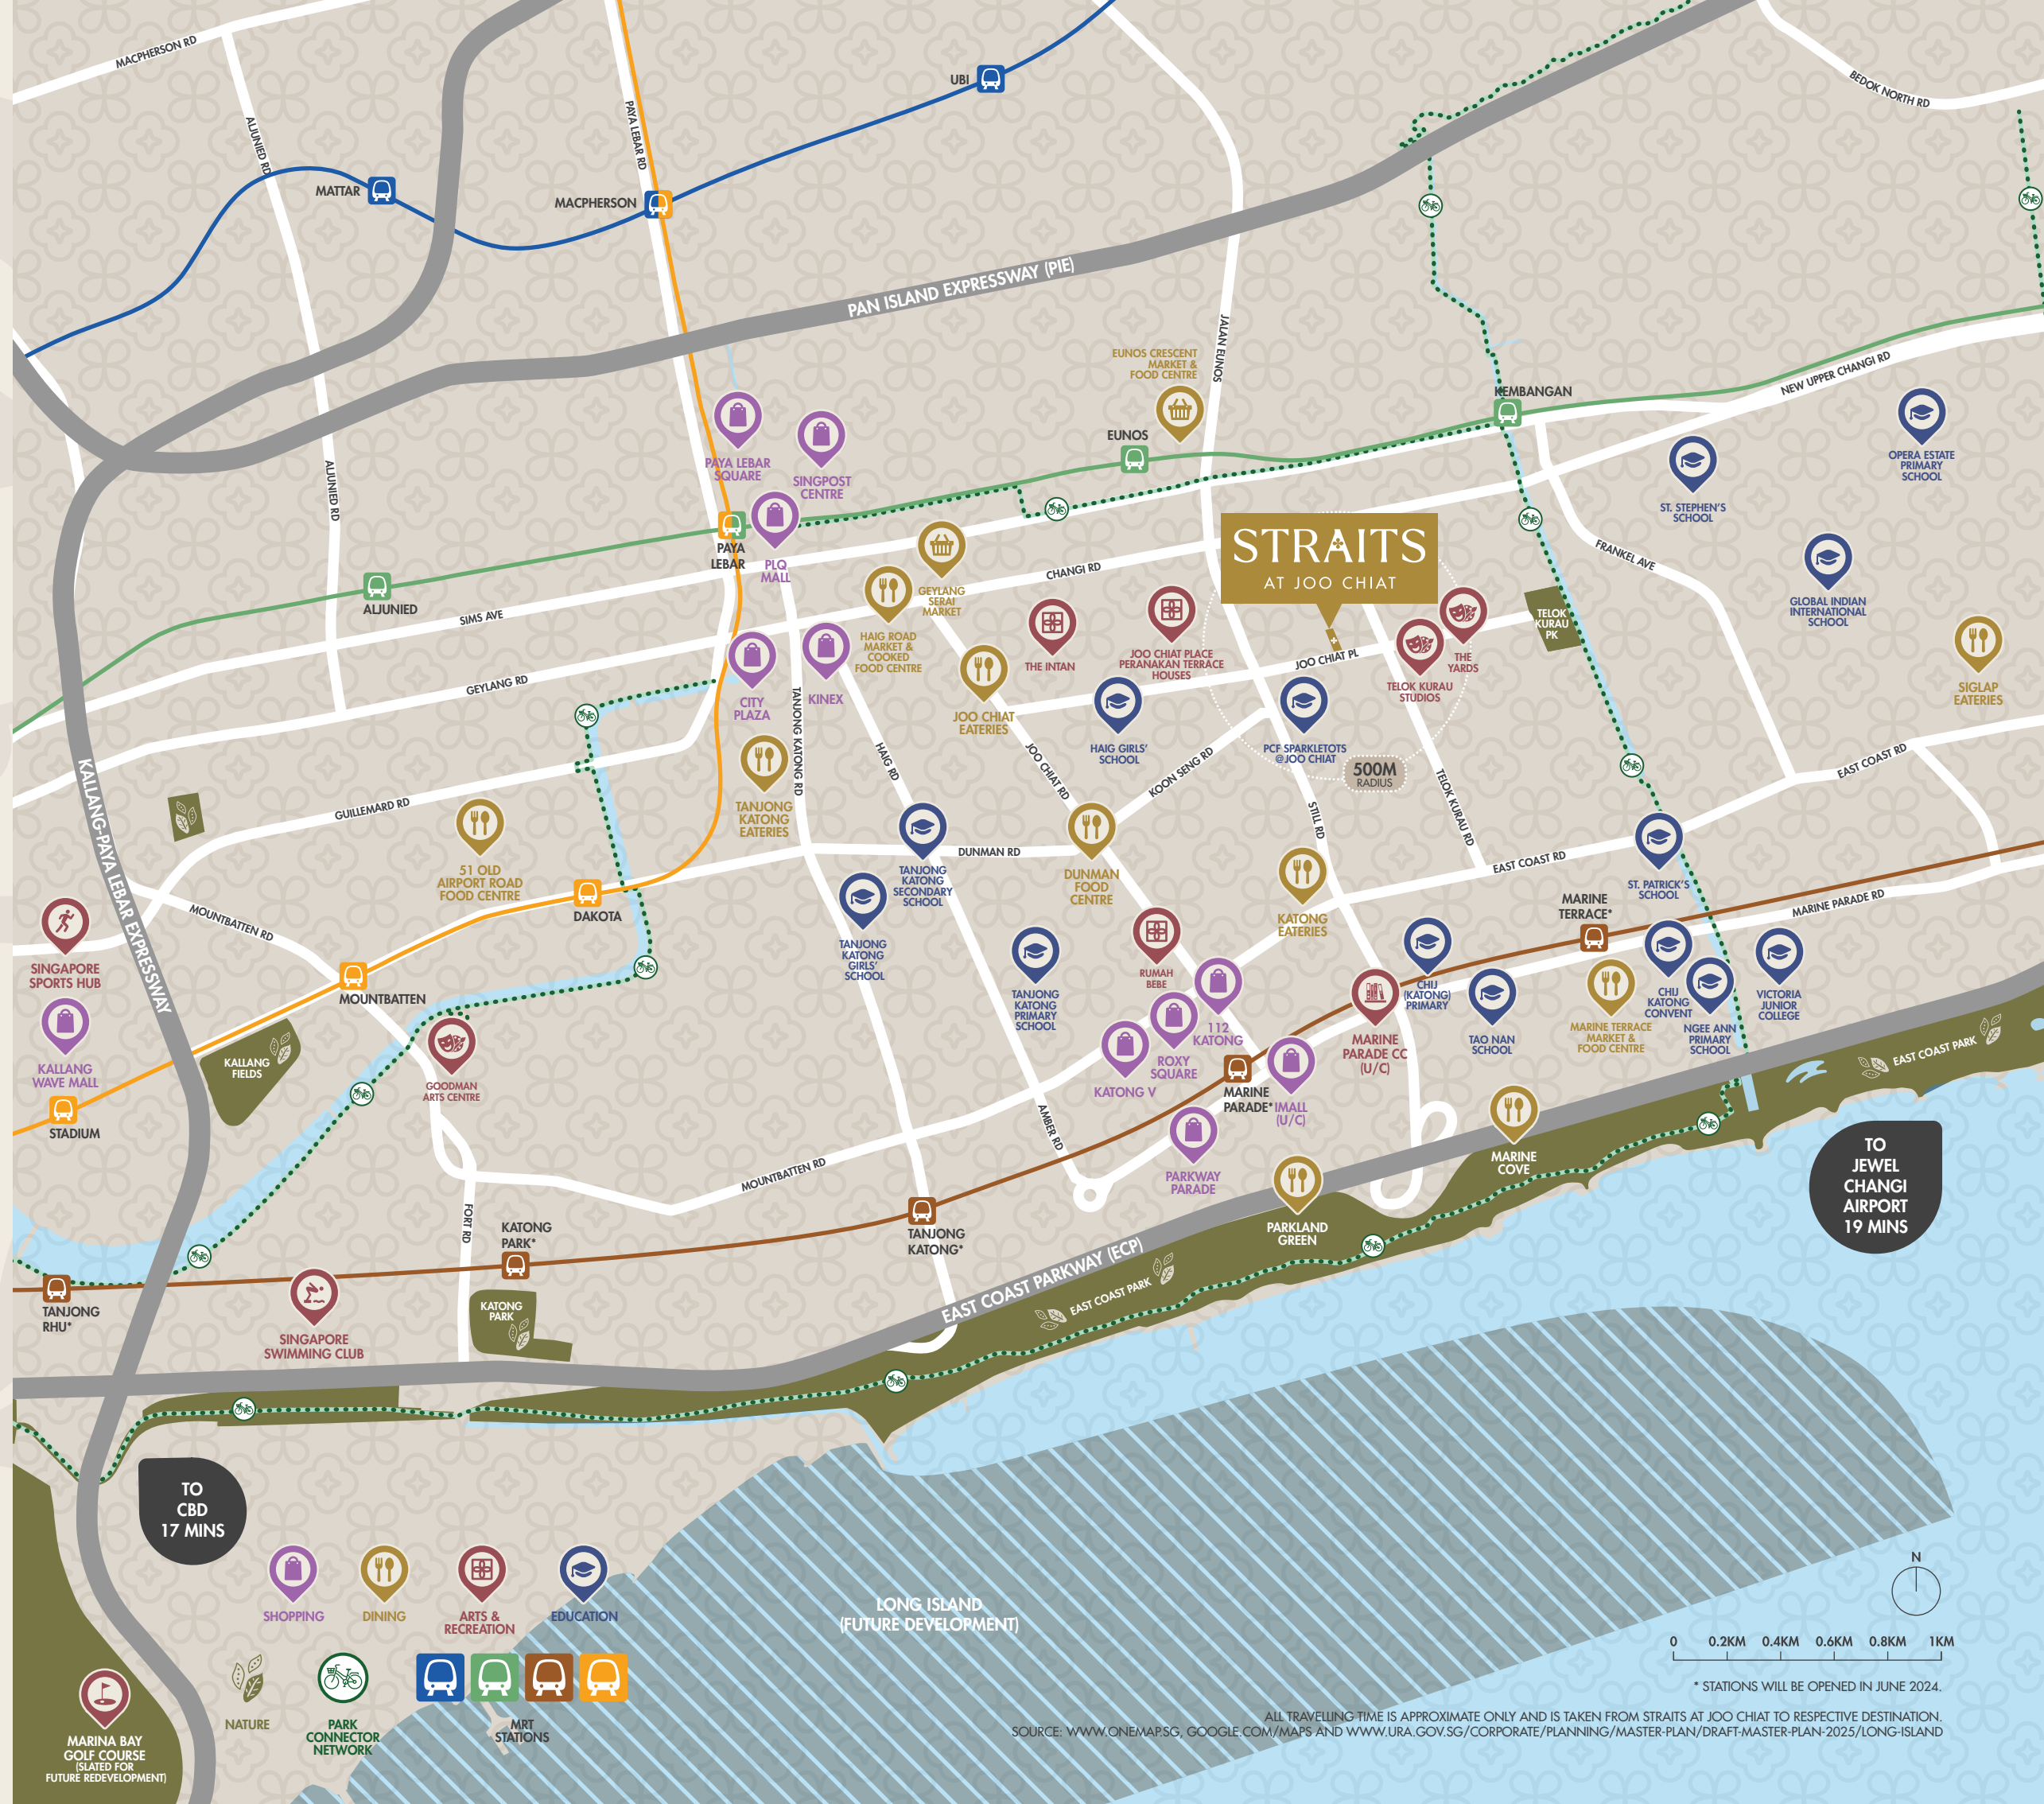 MACPHERSON RD
ALJUNIED RD
PAYA LEBAR RD
UBI
BEDOK NORTH RD
MATTAR
MACPHERSON
PAN ISLAND EXPRESSWAY (PIE)
JALAN EUNOS
EUNOS CRESCENT
MARKET &
FOOD CENTRE
KEMBANGAN
NEW UPPER CHANGI RD
EUNOS
PAYA LEBAR
SQUARE
SINGPOST
CENTRE
OPERA ESTATE
PRIMARY
SCHOOL
ST. STEPHEN'S
SCHOOL
ALJUNIED RD
PAYA
LEBAR
PLQ
MALL
STRAITS
AT JOO CHIAT
FRANKEL AVE
CHANGI RD
ALJUNIED
SIMS AVE
GEYLANG
SERAI
MARKET
GLOBAL INDIAN
INTERNATIONAL
SCHOOL
HAIG ROAD
MARKET &
COOKED
FOOD CENTRE
THE INTAN
JOO CHIAT PLACE
PERANAKAN TERRACE
HOUSES
JOO CHIAT PL
THE
YARDS
TELOK
KURAU
PK
TELOK KURAU
STUDIOS
SIGLAP
EATERIES
GEYLANG RD
CITY
PLAZA
KINEX
JOO CHIAT
EATERIES
TANJONG KATONG RD
HAIG RD
JOO CHIAT RD
HAIG GIRLS'
SCHOOL
KOON SENG RD
PCF SPARKLETOTS
@JOO CHIAT
500M
RADIUS
EAST COAST RD
KALLANG-PAYA LEBAR EXPRESSWAY
GUILLEMARD RD
TANJONG
KATONG
EATERIES
STILL RD
TELOK KURAU RD
51 OLD
AIRPORT ROAD
FOOD CENTRE
DUNMAN RD
TANJONG
KATONG
SECONDARY
SCHOOL
DUNMAN
FOOD
CENTRE
EAST COAST RD
ST. PATRICK'S
SCHOOL
DAKOTA
KATONG
EATERIES
MARINE
TERRACE*
MARINE PARADE RD
MOUNTBATTEN RD
TANJONG
KATONG
GIRLS'
SCHOOL
SINGAPORE
SPORTS HUB
MOUNTBATTEN
TANJONG
KATONG
PRIMARY
SCHOOL
RUMAH
BEBE
CHIJ
(KATONG)
PRIMARY
CHIJ
KATONG
CONVENT
VICTORIA
JUNIOR
COLLEGE
112
KATONG
MARINE
PARADE CC
(U/C)
TAO NAN
SCHOOL
MARINE TERRACE
MARKET &
FOOD CENTRE
NGEE ANN
PRIMARY
SCHOOL
KALLANG
WAVE MALL
KALLANG
FIELDS
GOODMAN
ARTS CENTRE
ROXY
SQUARE
KATONG V
MARINE
PARADE*
IMALL
(U/C)
EAST COAST PARK
STADIUM
AMBER RD
MARINE
COVE
TO
JEWEL
CHANGI
AIRPORT
19 MINS
MOUNTBATTEN RD
PARKWAY
PARADE
FORT RD
KATONG
PARK*
TANJONG
KATONG*
PARKLAND
GREEN
EAST COAST PARKWAY (ECP)
EAST COAST PARK
TANJONG
RHU*
SINGAPORE
SWIMMING CLUB
KATONG
PARK
TO
CBD
17 MINS
LONG ISLAND
(FUTURE DEVELOPMENT)
SHOPPING
DINING
ARTS &
RECREATION
EDUCATION
NATURE
PARK
CONNECTOR
NETWORK
MRT
STATIONS
MARINA BAY
GOLF COURSE
(SLATED FOR
FUTURE REDEVELOPMENT)
N
0 0.2KM 0.4KM 0.6KM 0.8KM 1KM
* STATIONS WILL BE OPENED IN JUNE 2024.
ALL TRAVELLING TIME IS APPROXIMATE ONLY AND IS TAKEN FROM STRAITS AT JOO CHIAT TO RESPECTIVE DESTINATION.
SOURCE: WWW.ONEMAP.SG, GOOGLE.COM/MAPS AND WWW.URA.GOV.SG/CORPORATE/PLANNING/MASTER-PLAN/DRAFT-MASTER-PLAN-2025/LONG-ISLAND